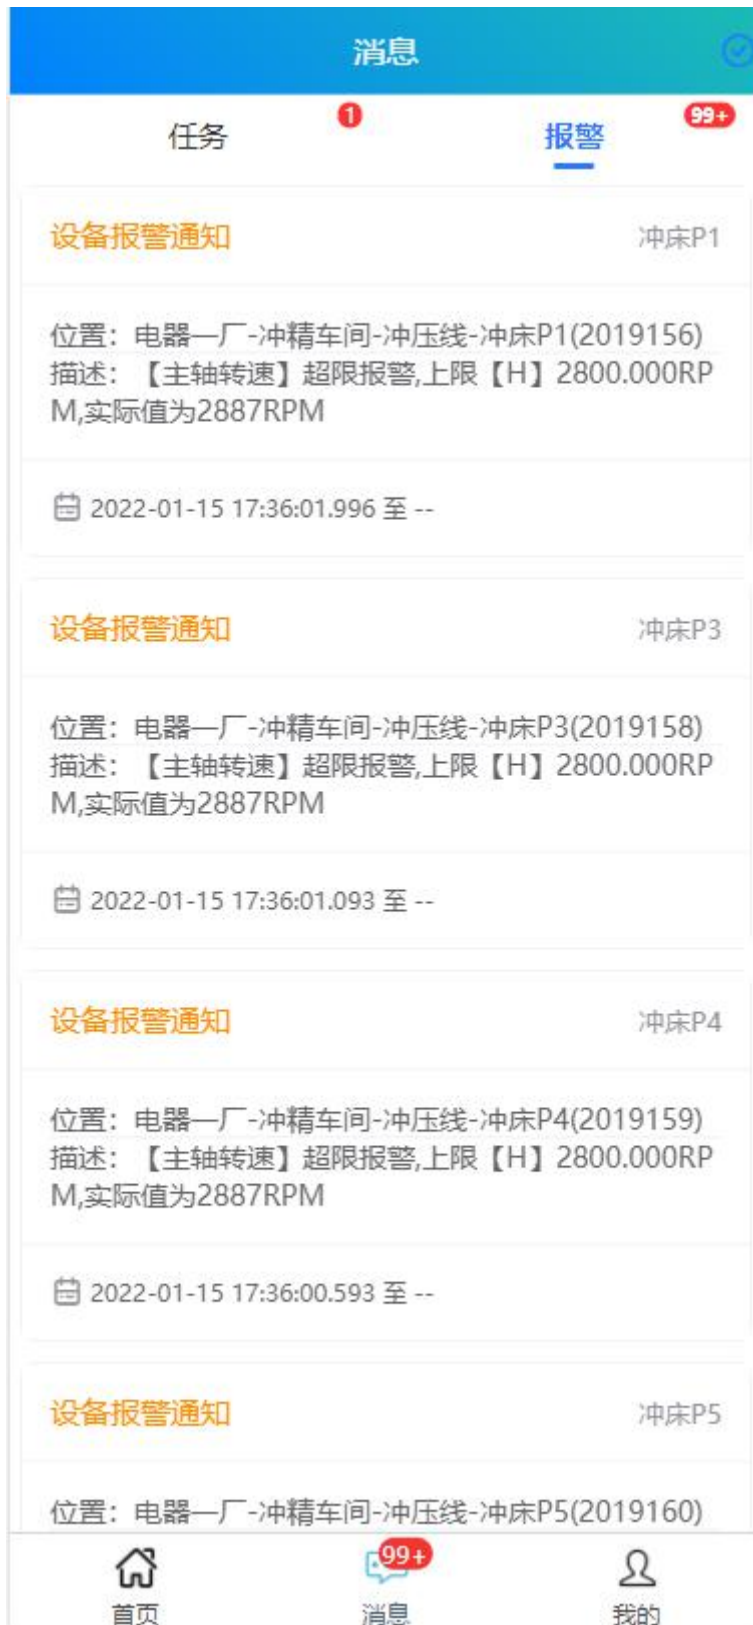 消息
任务
1
报警
99+
设备报警通知
冲床P1
位置：电器一厂-冲精车间-冲压线-冲床P1(2019156)
描述：【主轴转速】超限报警,上限【H】2800.000RP
M,实际值为2887RPM
2022-01-15 17:36:01.996 至 --
设备报警通知
冲床P3
位置：电器一厂-冲精车间-冲压线-冲床P3(2019158)
描述：【主轴转速】超限报警,上限【H】2800.000RP
M,实际值为2887RPM
2022-01-15 17:36:01.093 至 --
设备报警通知
冲床P4
位置：电器一厂-冲精车间-冲压线-冲床P4(2019159)
描述：【主轴转速】超限报警,上限【H】2800.000RP
M,实际值为2887RPM
2022-01-15 17:36:00.593 至 --
设备报警通知
冲床P5
位置：电器一厂-冲精车间-冲压线-冲床P5(2019160)
99+
首页
消息
我的